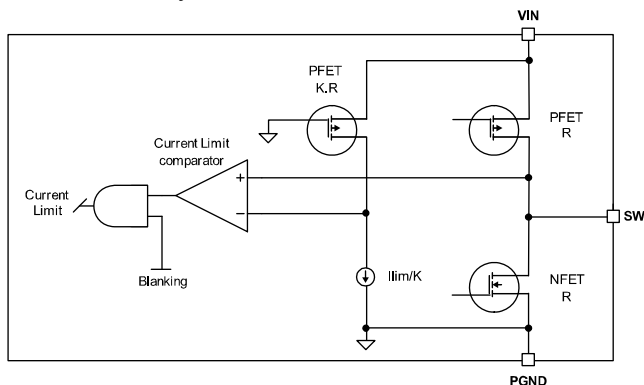 VIN
PFET
K.R
PFET
R
Current Limit
comparator
+
−
Current
Limit
SW
Blanking
Ilim/K
NFET
R
PGND